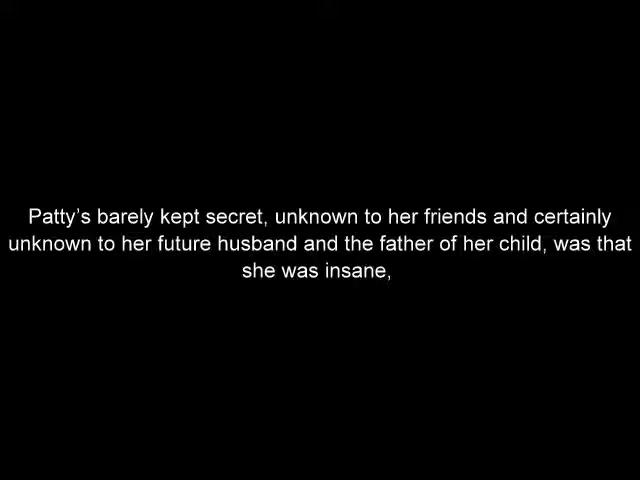 Patty’s barely kept secret, unknown to her friends and certainly
unknown to her future husband and the father of her child, was that
she was insane,